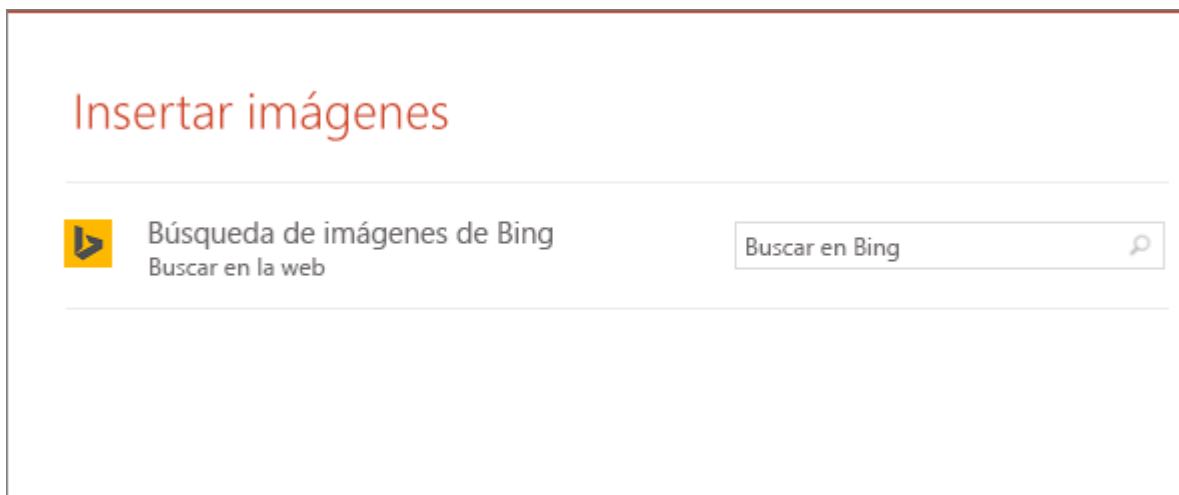 Insertar imágenes
Búsqueda de imágenes de Bing
Buscar en la web
Buscar en Bing